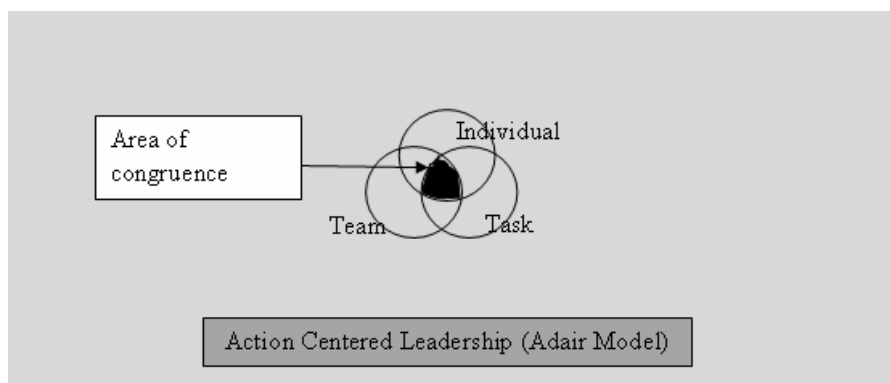 Area of
congruence
Individual
Team
Task
Action Centered Leadership (Adair Model)